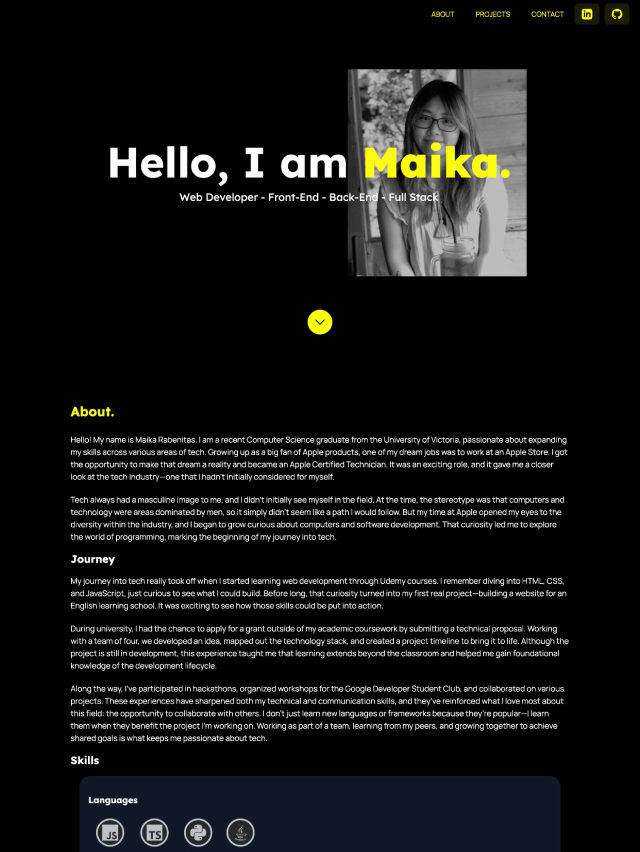 ABOUT PROJECTS CONTACT in
Hello, I am Maika.
Web Developer - Front-End - Back-End - Full Stack
About.
Hello! My name is Maika Rabenitas. I am a recent Computer Science graduate from the University of Victoria, passionate about expanding
my skills across various areas of tech. Growing up as a big fan of Apple products, one of my dream jobs was to work at an Apple Store. I got
the opportunity to make that dream a reality and became an Apple Certified Technician. It was an exciting role, and it gave me a closer
look at the tech industry—one that I hadn't initially considered for myself.
Tech always had a masculine image to me, and I didn't initially see myself in the field. At the time, the stereotype was that computers and
technology were areas dominated by men, so it simply didn't seem like a path I would follow. But my time at Apple opened my eyes to the
diversity within the industry, and I began to grow curious about computers and software development. That curiosity led me to explore
the world of programming, marking the beginning of my journey into tech.
Journey
My journey into tech really took off when I started learning web development through Udemy courses. I remember diving into HTML, CSS,
and JavaScript, just curious to see what I could build. Before long, that curiosity turned into my first real project—building a website for an
English learning school. It was exciting to see how those skills could be put into action.
During university, I had the chance to apply for a grant outside of my academic coursework by submitting a technical proposal. Working
with a team of four, we developed an idea, mapped out the technology stack, and created a project timeline to bring it to life. Although the
project is still in development, this experience taught me that learning extends beyond the classroom and helped me gain foundational
knowledge of the development lifecycle.
Along the way, I've participated in hackathons, organized workshops for the Google Developer Student Club, and collaborated on various
projects. These experiences have sharpened both my technical and communication skills, and they've reinforced what I love most about
this field: the opportunity to collaborate with others. I don't just learn new languages or frameworks because they're popular—I learn
them when they benefit the project I'm working on. Working as part of a team, learning from my peers, and growing together to achieve
shared goals is what keeps me passionate about tech.
Skills
Languages
JS TS